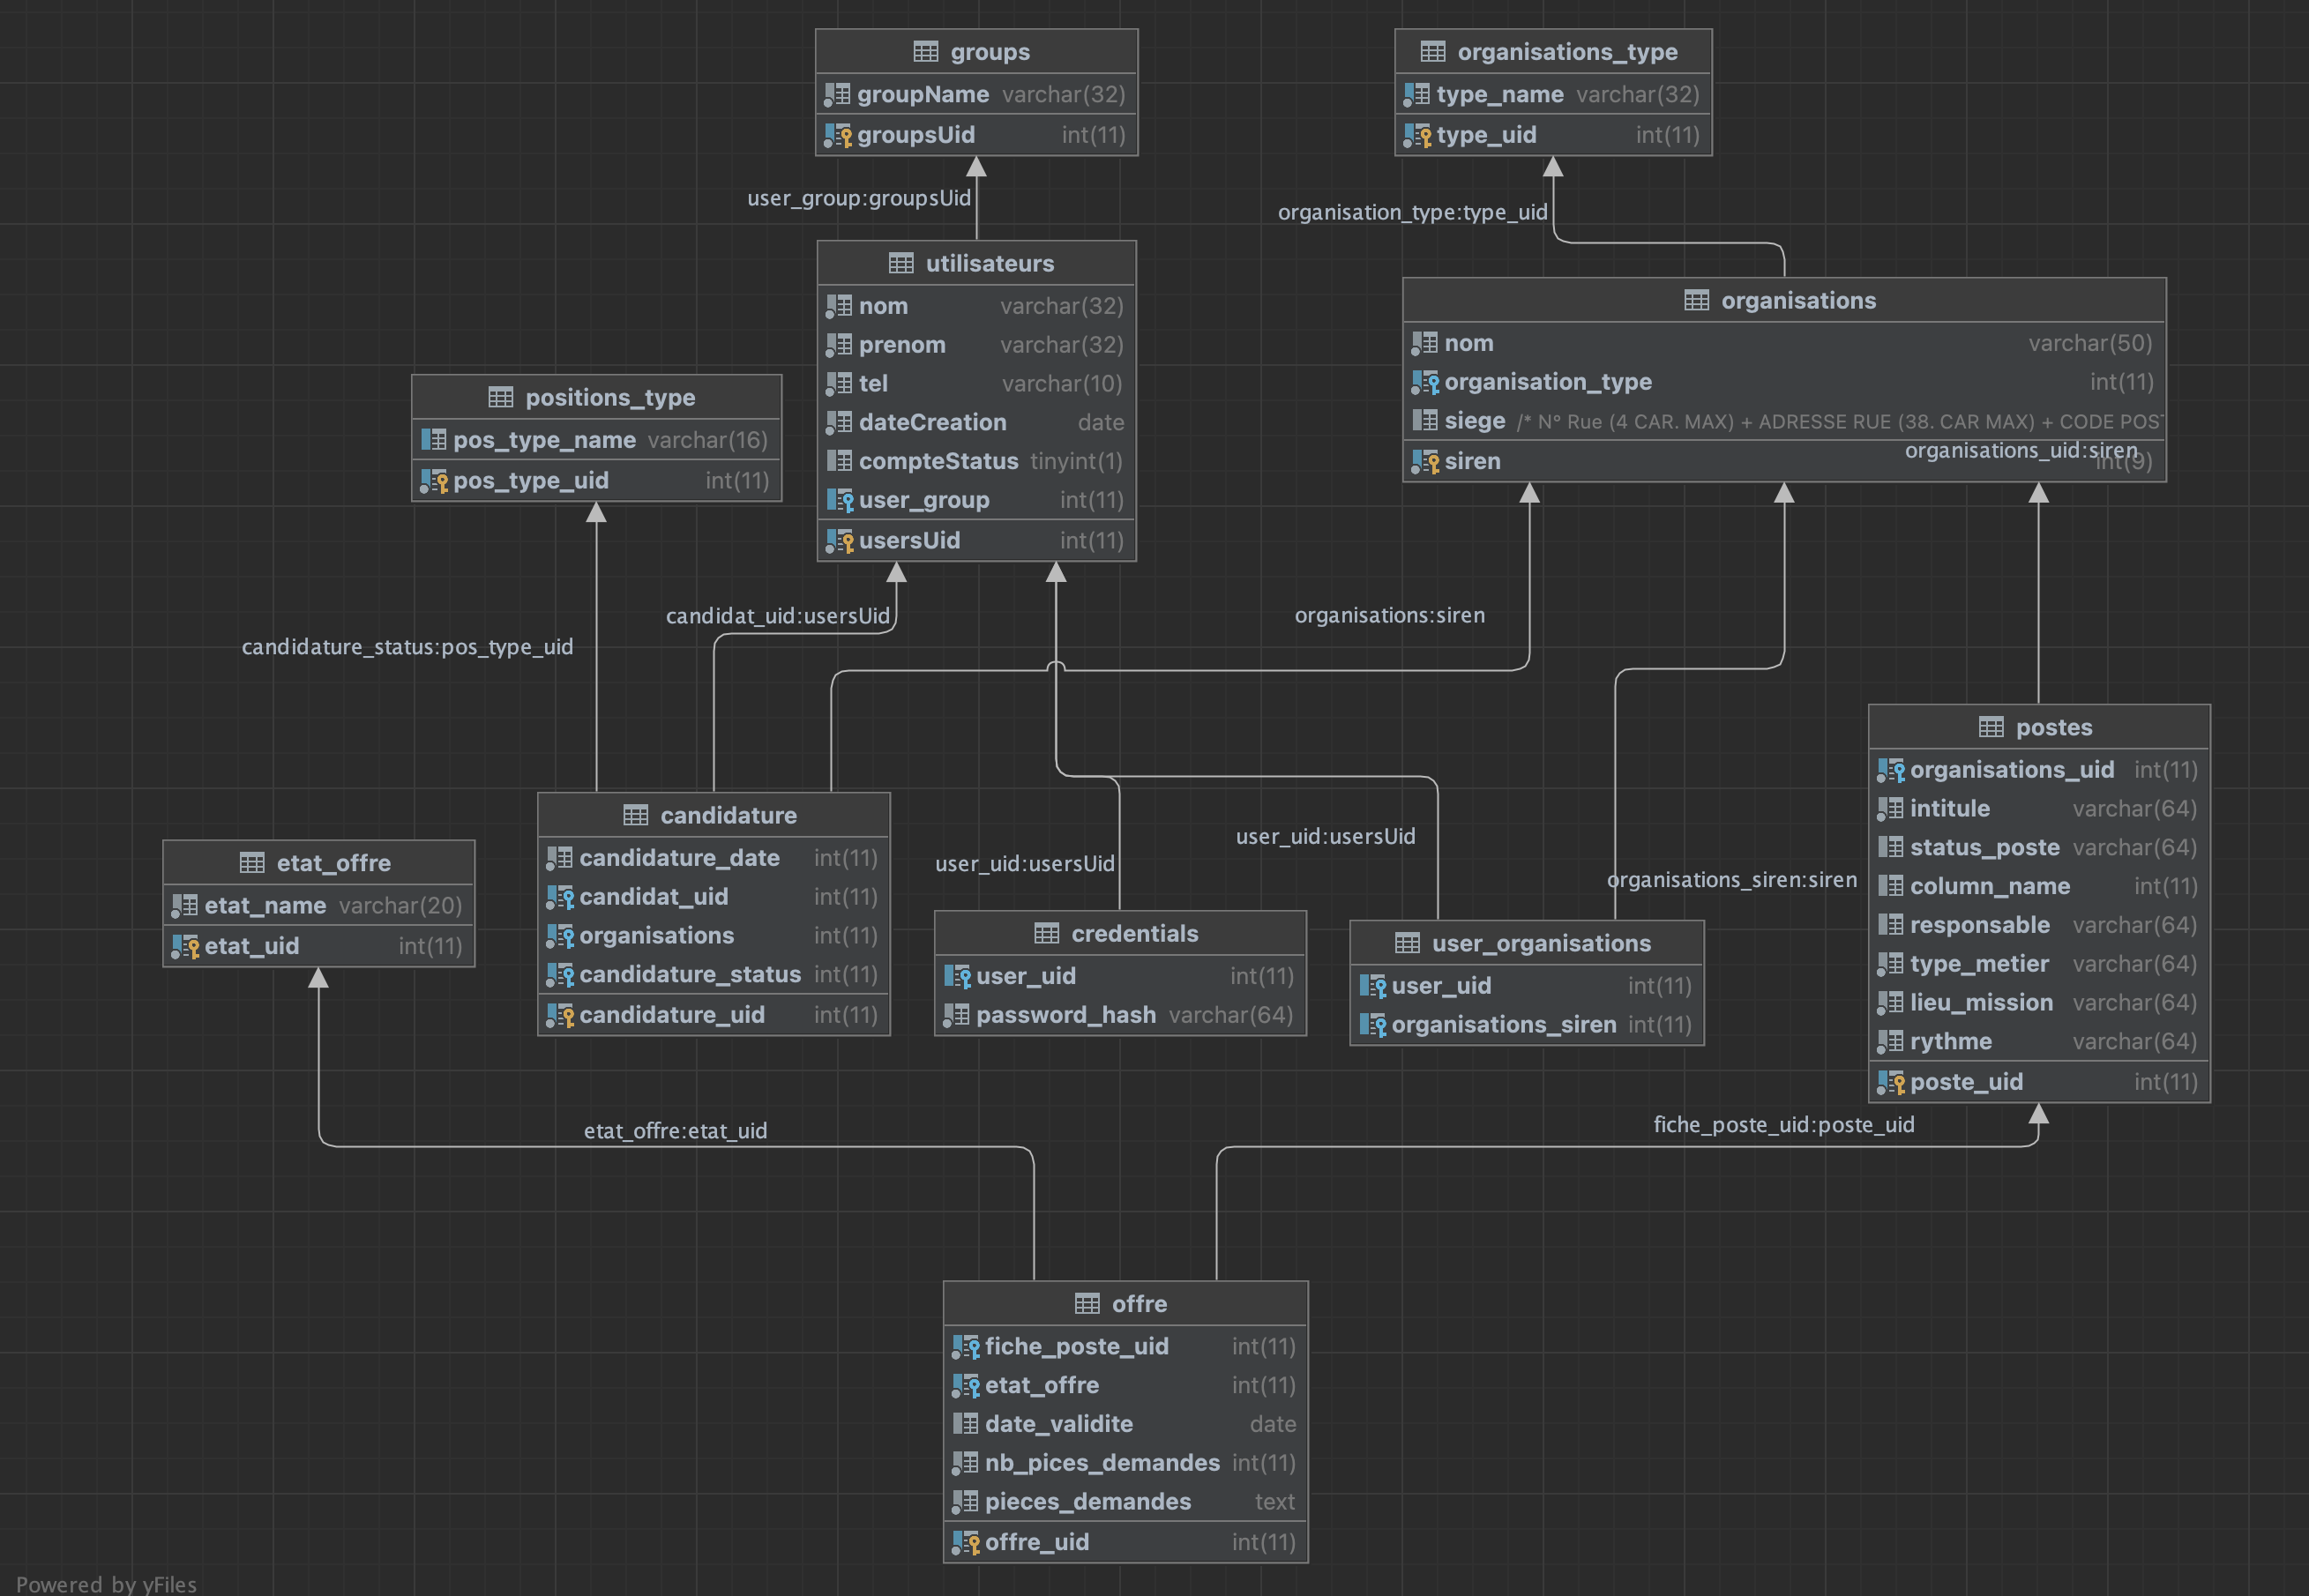 groups
groupName varchar(32)
groupsUid int(11)
organisations_type
type_name varchar(32)
type_uid int(11)
user_group:groupsUid
organisation_type:type_uid
utilisateurs
nom varchar(32)
prenom varchar(32)
tel varchar(10)
dateCreation date
compteStatus tinyint(1)
user_group int(11)
usersUid int(11)
organisations
nom varchar(50)
organisation_type int(11)
siege /* N° Rue (4 CAR. MAX) + ADRESSE RUE (38. CAR MAX) + CODE POS
siren int(9)
organisations_uid:siren
positions_type
pos_type_name varchar(16)
pos_type_uid int(11)
candidature_status:pos_type_uid
candidat_uid:usersUid
organisations:siren
user_uid:usersUid
user_uid:usersUid
organisations_siren:siren
postes
organisations_uid int(11)
intitule varchar(64)
status_poste varchar(64)
column_name int(11)
responsable varchar(64)
type_metier varchar(64)
lieu_mission varchar(64)
rythme varchar(64)
poste_uid int(11)
etat_offre
etat_name varchar(20)
etat_uid int(11)
candidature
candidature_date int(11)
candidat_uid int(11)
organisations int(11)
candidature_status int(11)
candidature_uid int(11)
credentials
user_uid int(11)
password_hash varchar(64)
user_organisations
user_uid int(11)
organisations_siren int(11)
etat_offre:etat_uid
fiche_poste_uid:poste_uid
offre
fiche_poste_uid int(11)
etat_offre int(11)
date_validite date
nb_pices_demandes int(11)
pieces_demandes text
offre_uid int(11)
Powered by yFiles